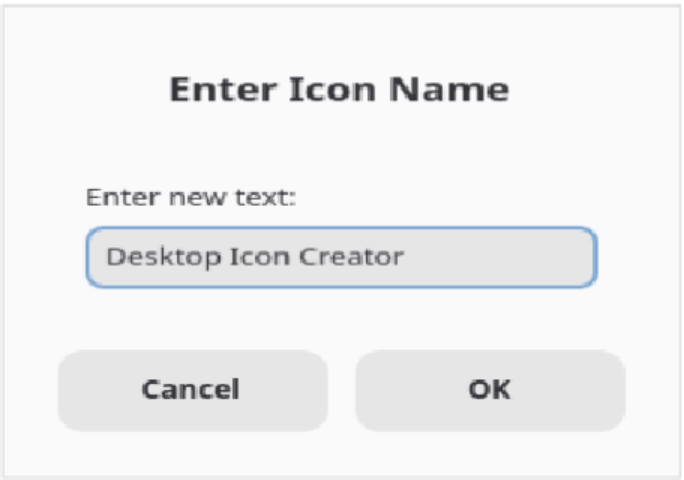 Enter Icon Name
Enter new text:
Desktop Icon Creator
Cancel OK